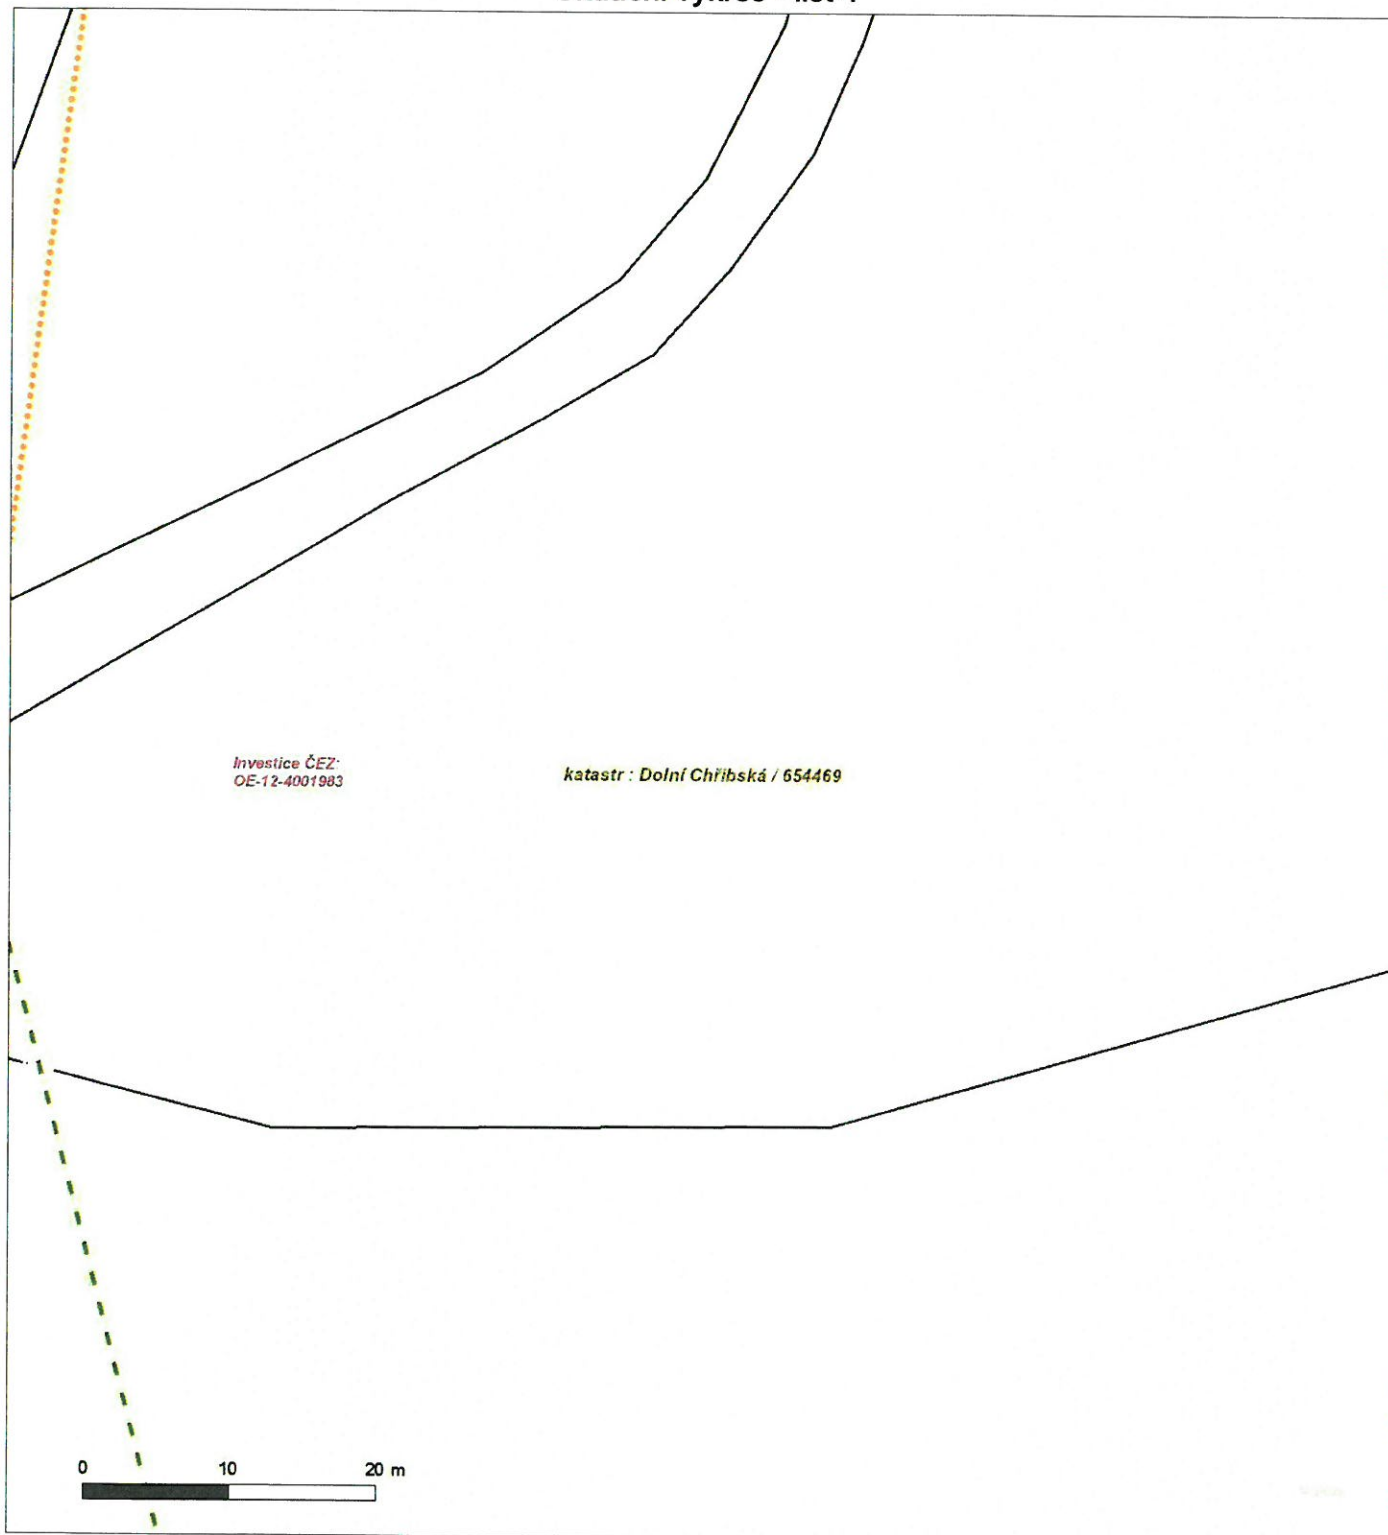 Investice ČEZ:
OE-12-4001983
katastr : Dolní Chřibská / 654469
0 10 20 m